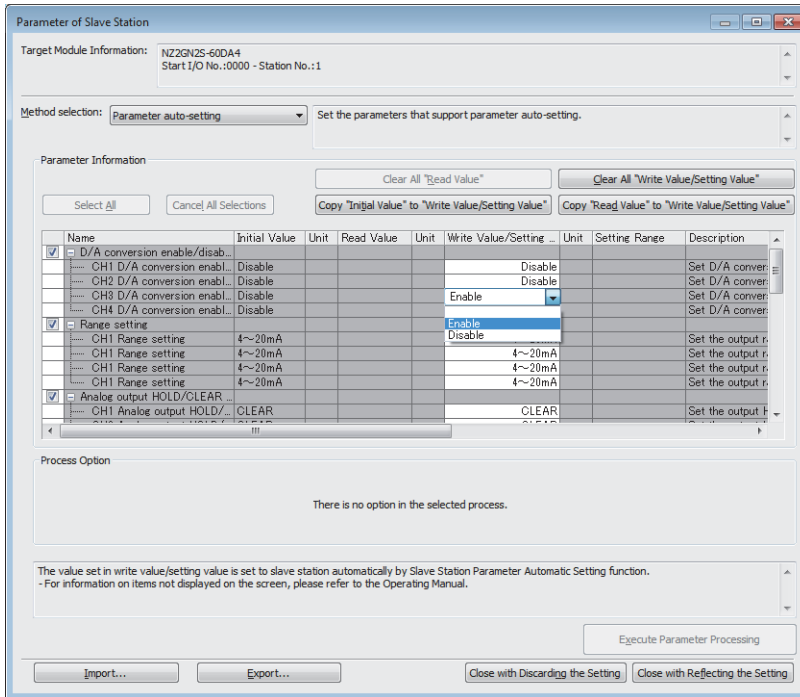 Parameter of Slave Station
Target Module Information:
NZ2GN2S-60DA4
Start I/O No.:0000 - Station No.:1
Method selection:
Parameter auto-setting
Set the parameters that support parameter auto-setting.
Parameter Information
Clear All "Read Value"
Clear All "Write Value/Setting Value"
Select All
Cancel All Selections
Copy "Initial Value" to "Write Value/Setting Value"
Copy "Read Value" to "Write Value/Setting Value"
Name Initial Value Unit Read Value Unit Write Value/Setting ... Unit Setting Range Description
D/A conversion enable/disab...
CH1 D/A conversion enabl... Disable Disable Set D/A conver
CH2 D/A conversion enabl... Disable Disable Set D/A conver
CH3 D/A conversion enabl... Disable Enable Set D/A conver
CH4 D/A conversion enabl... Disable Set D/A conver
Range setting Enable
Disable
CH1 Range setting 4～20mA Set the output r
CH1 Range setting 4～20mA 4～20mA Set the output r
CH1 Range setting 4～20mA 4～20mA Set the output r
CH1 Range setting 4～20mA 4～20mA Set the output r
Analog output HOLD/CLEAR ...
CH1 Analog output HOLD/... CLEAR CLEAR Set the output H
Process Option
There is no option in the selected process.
The value set in write value/setting value is set to slave station automatically by Slave Station Parameter Automatic Setting function.
- For information on items not displayed on the screen, please refer to the Operating Manual.
Execute Parameter Processing
Import...
Export...
Close with Discarding the Setting
Close with Reflecting the Setting